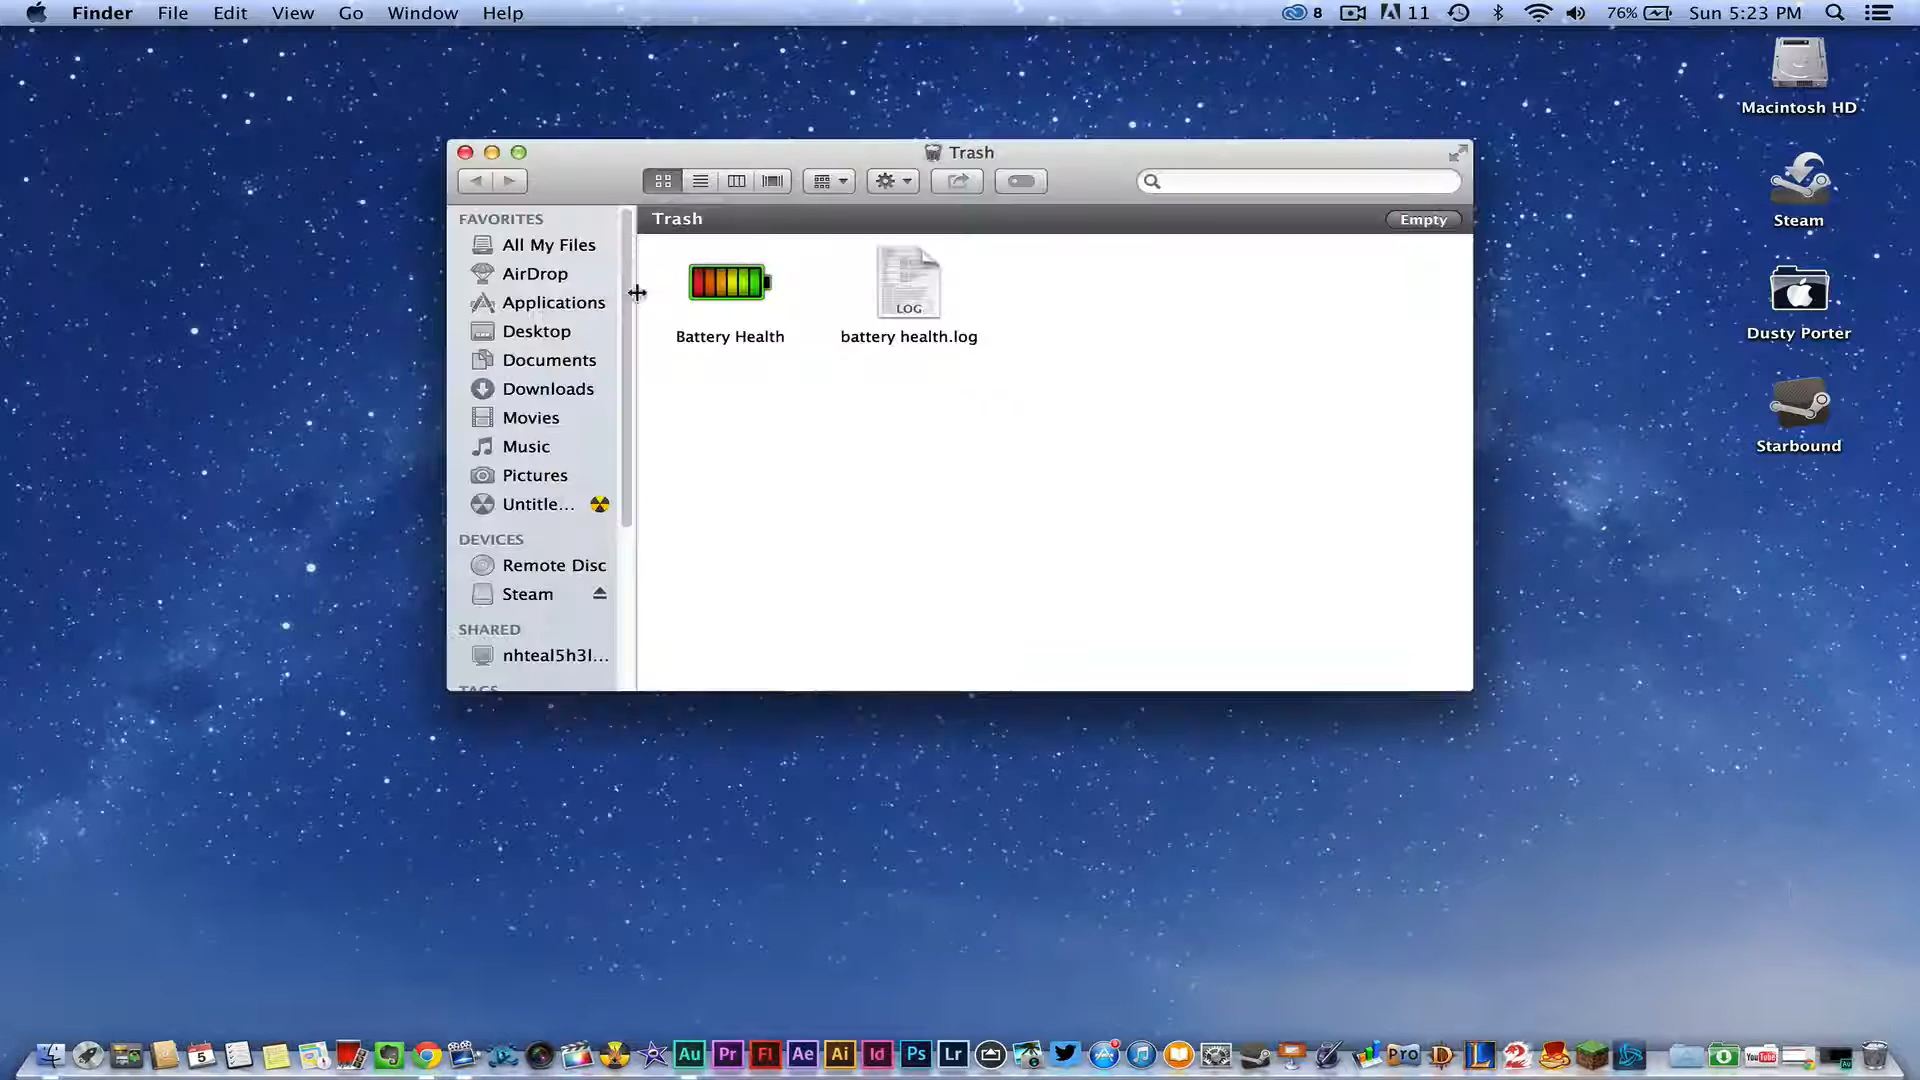 Finder File Edit View Go Window Help 8 11 76% Sun 5:23 PM
Macintosh HD
Steam
Dusty Porter
Starbound
Trash
Trash Empty
FAVORITES
All My Files
AirDrop
Applications
Desktop
Documents
Downloads
Movies
Music
Pictures
Untitle...
DEVICES
Remote Disc
Steam
SHARED
nhteal5h3l...
TAGS
LOG
Battery Health battery health.log
5 Au Pr Fl Ae Ai Id Ps Lr Pro YouTube